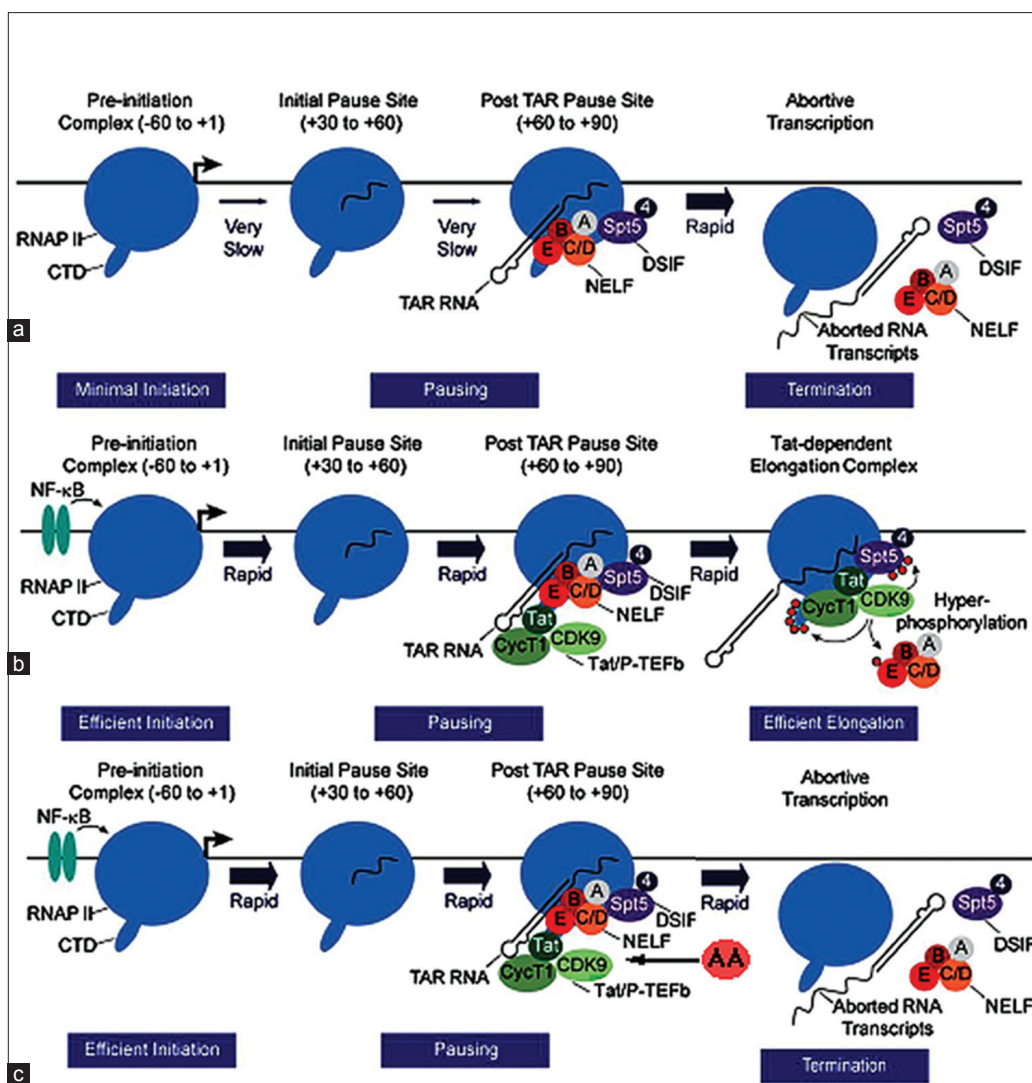 Pre-initiation
Complex (-60 to +1)
Initial Pause Site
(+30 to +60)
Post TAR Pause Site
(+60 to +90)
Abortive
Transcription
RNAP II
CTD
Very
Slow
Very
Slow
TAR RNA
E
B
C/D
A
Spt5
4
DSIF
NELF
Rapid
Aborted RNA
Transcripts
E
B
C/D
A
Spt5
4
DSIF
NELF
a
Minimal Initiation
Pausing
Termination
Pre-initiation
Complex (-60 to +1)
Initial Pause Site
(+30 to +60)
Post TAR Pause Site
(+60 to +90)
Tat-dependent
Elongation Complex
NF-κB
RNAP II
CTD
Rapid
Rapid
TAR RNA
E
B
C/D
A
Spt5
4
DSIF
NELF
Tat
CycT1
CDK9
Tat/P-TEFb
Rapid
4
Spt5
Tat
CycT1
CDK9
Hyper-
phosphorylation
E
B
C/D
A
b
Efficient Initiation
Pausing
Efficient Elongation
Pre-initiation
Complex (-60 to +1)
Initial Pause Site
(+30 to +60)
Post TAR Pause Site
(+60 to +90)
Abortive
Transcription
NF-κB
RNAP II
CTD
Rapid
Rapid
TAR RNA
E
B
C/D
A
Spt5
4
DSIF
NELF
Tat
CycT1
CDK9
Tat/P-TEFb
AA
Rapid
Aborted RNA
Transcripts
E
B
C/D
A
Spt5
4
DSIF
NELF
c
Efficient Initiation
Pausing
Termination